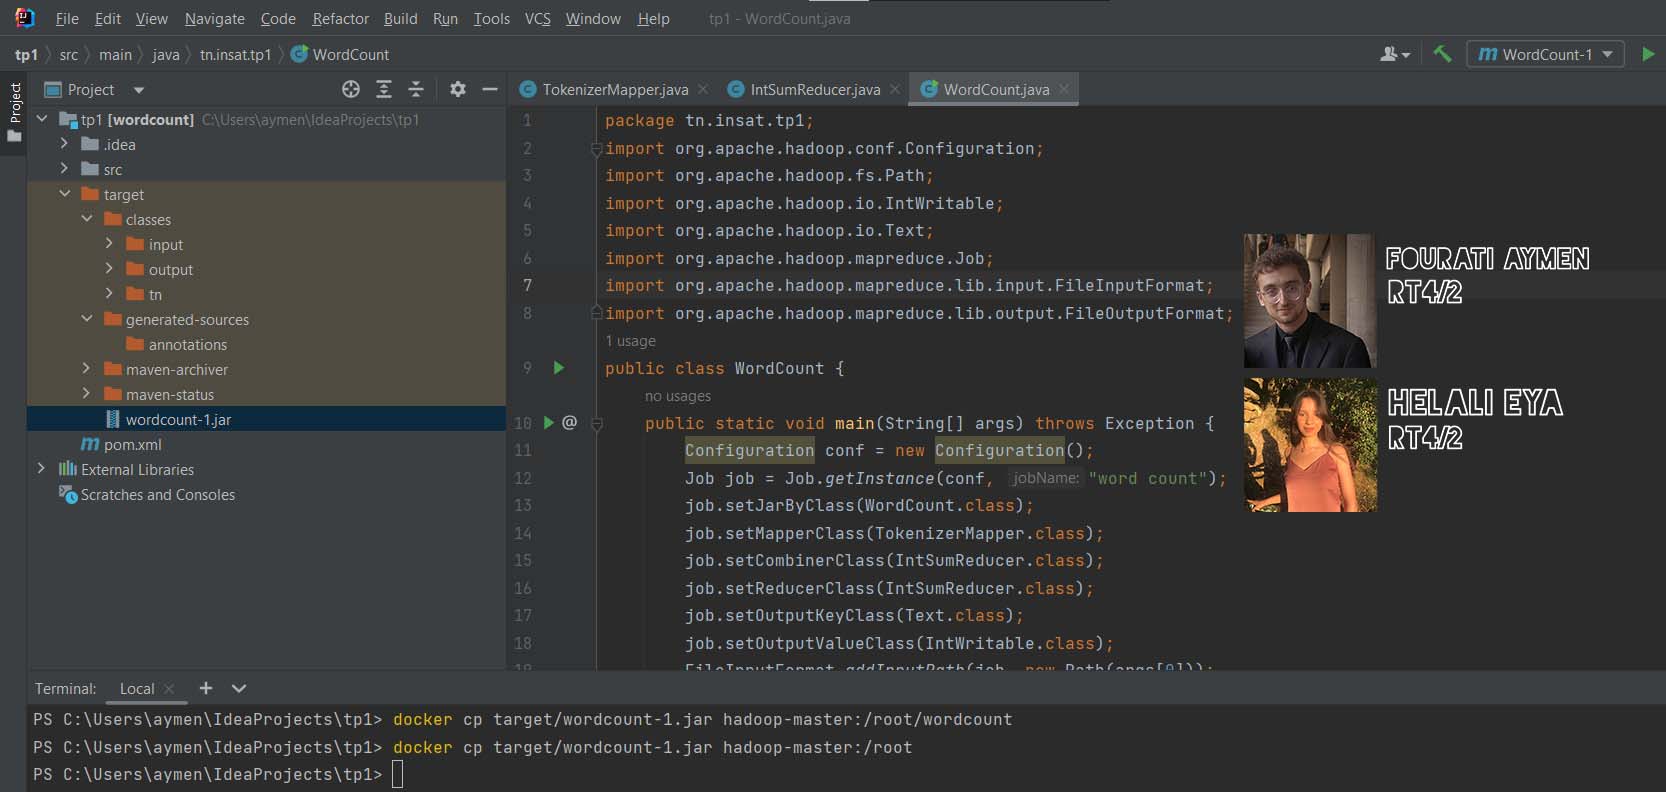 File Edit View Navigate Code Refactor Build Run Tools VCS Window Help tp1 - WordCount.java
tp1 src main java tn.insat.tp1 WordCount
WordCount-1
Project
Project
TokenizerMapper.java
IntSumReducer.java
WordCount.java
tp1 [wordcount] C:\Users\aymen\IdeaProjects\tp1
.idea
src
target
classes
input
output
tn
generated-sources
annotations
maven-archiver
maven-status
wordcount-1.jar
pom.xml
External Libraries
Scratches and Consoles
1 package tn.insat.tp1;
2 import org.apache.hadoop.conf.Configuration;
3 import org.apache.hadoop.fs.Path;
4 import org.apache.hadoop.io.IntWritable;
5 import org.apache.hadoop.io.Text;
6 import org.apache.hadoop.mapreduce.Job;
7 import org.apache.hadoop.mapreduce.lib.input.FileInputFormat;
8 import org.apache.hadoop.mapreduce.lib.output.FileOutputFormat;
1 usage
9 public class WordCount {
no usages
10 @ public static void main(String[] args) throws Exception {
11 Configuration conf = new Configuration();
12 Job job = Job.getInstance(conf, jobName: "word count");
13 job.setJarByClass(WordCount.class);
14 job.setMapperClass(TokenizerMapper.class);
15 job.setCombinerClass(IntSumReducer.class);
16 job.setReducerClass(IntSumReducer.class);
17 job.setOutputKeyClass(Text.class);
18 job.setOutputValueClass(IntWritable.class);
19 FileInputFormat.addInputPath(job, new Path(args[0]));
FOURATI AYMEN
RT4/2
HELALI EYA
RT4/2
Terminal: Local
PS C:\Users\aymen\IdeaProjects\tp1> docker cp target/wordcount-1.jar hadoop-master:/root/wordcount
PS C:\Users\aymen\IdeaProjects\tp1> docker cp target/wordcount-1.jar hadoop-master:/root
PS C:\Users\aymen\IdeaProjects\tp1>